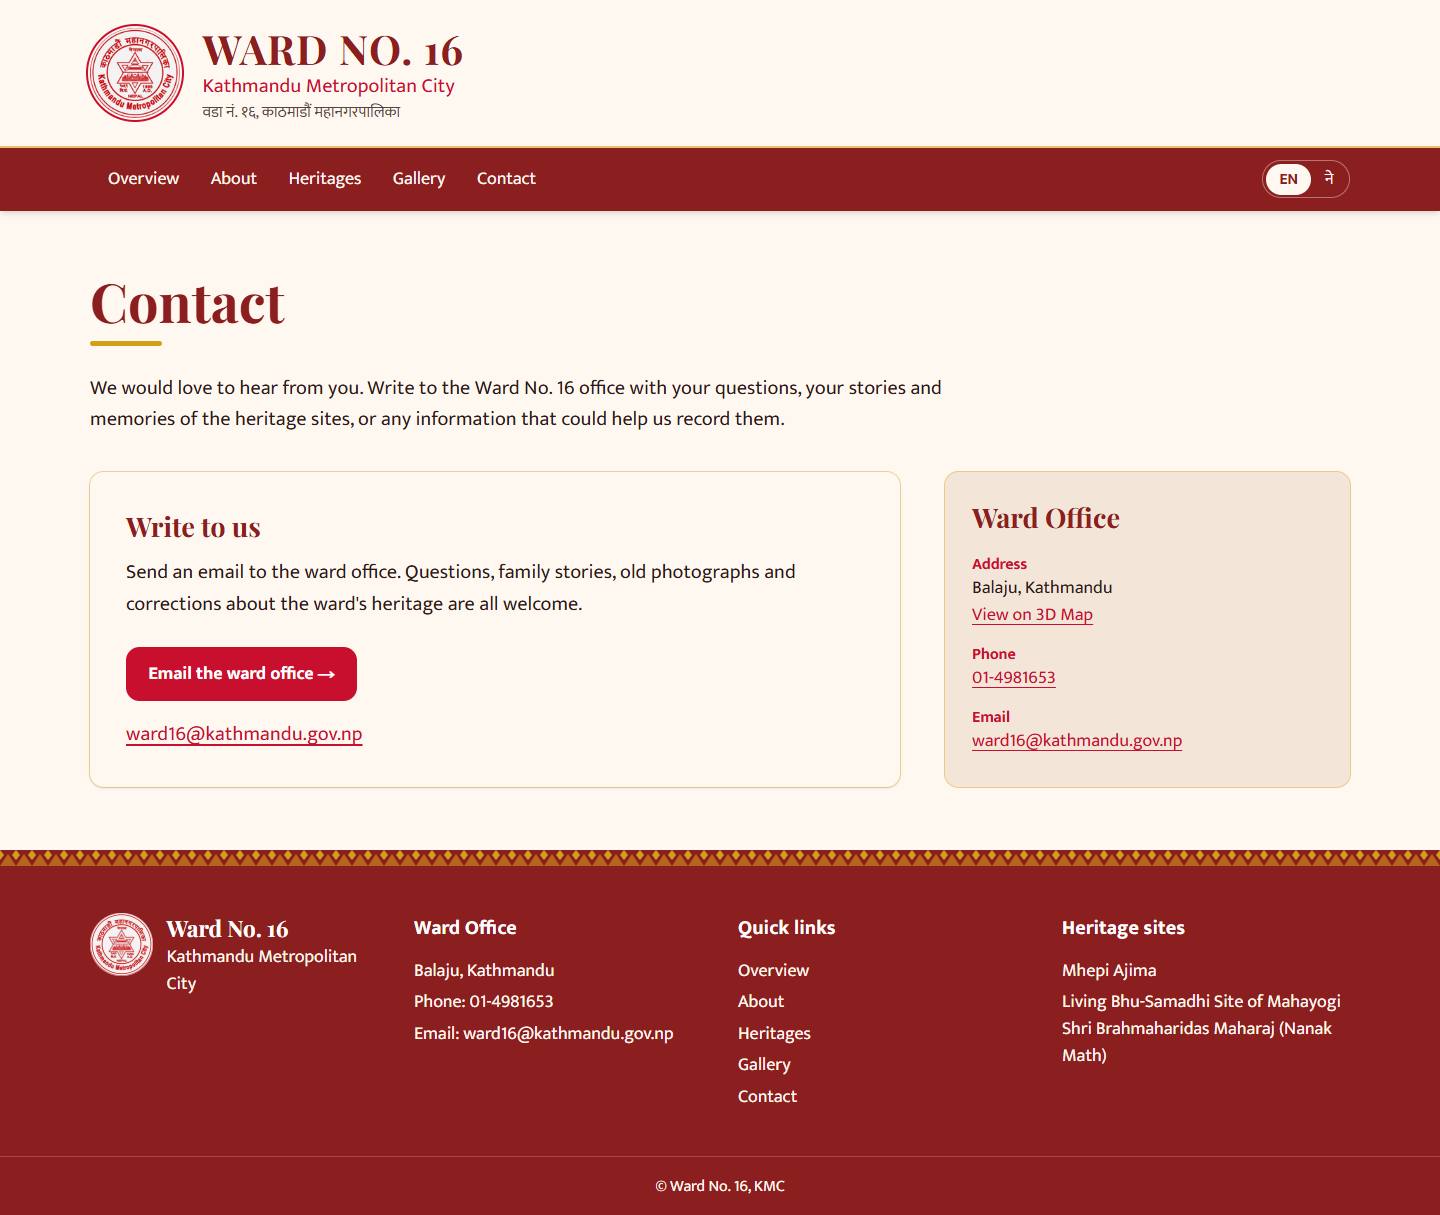 काठमाडौं महानगरपालिका
Kathmandu Metropolitan City
WARD NO. 16
Kathmandu Metropolitan City
वडा नं. १६, काठमाडौं महानगरपालिका
Overview About Heritages Gallery Contact EN ने
Contact
We would love to hear from you. Write to the Ward No. 16 office with your questions, your stories and
memories of the heritage sites, or any information that could help us record them.
Write to us
Send an email to the ward office. Questions, family stories, old photographs and
corrections about the ward's heritage are all welcome.
Email the ward office →
ward16@kathmandu.gov.np
Ward Office
Address
Balaju, Kathmandu
View on 3D Map
Phone
01-4981653
Email
ward16@kathmandu.gov.np
Ward No. 16
Kathmandu Metropolitan
City
Ward Office
Balaju, Kathmandu
Phone: 01-4981653
Email: ward16@kathmandu.gov.np
Quick links
Overview
About
Heritages
Gallery
Contact
Heritage sites
Mhepi Ajima
Living Bhu-Samadhi Site of Mahayogi
Shri Brahmaharidas Maharaj (Nanak
Math)
© Ward No. 16, KMC